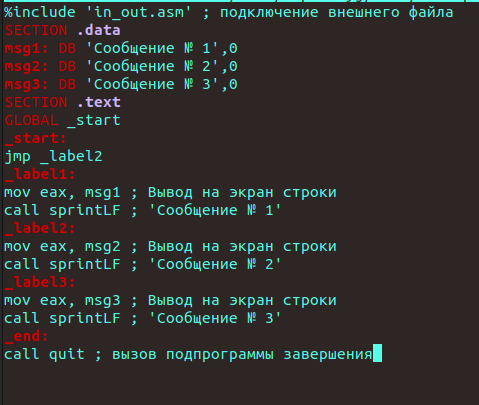 %include 'in_out.asm' ; подключение внешнего файла
SECTION .data
msg1: DB 'Сообщение № 1',0
msg2: DB 'Сообщение № 2',0
msg3: DB 'Сообщение № 3',0
SECTION .text
GLOBAL _start
_start:
jmp _label2
_label1:
mov eax, msg1 ; Вывод на экран строки
call sprintLF ; 'Сообщение № 1'
_label2:
mov eax, msg2 ; Вывод на экран строки
call sprintLF ; 'Сообщение № 2'
_label3:
mov eax, msg3 ; Вывод на экран строки
call sprintLF ; 'Сообщение № 3'
_end:
call quit ; вызов подпрограммы завершения